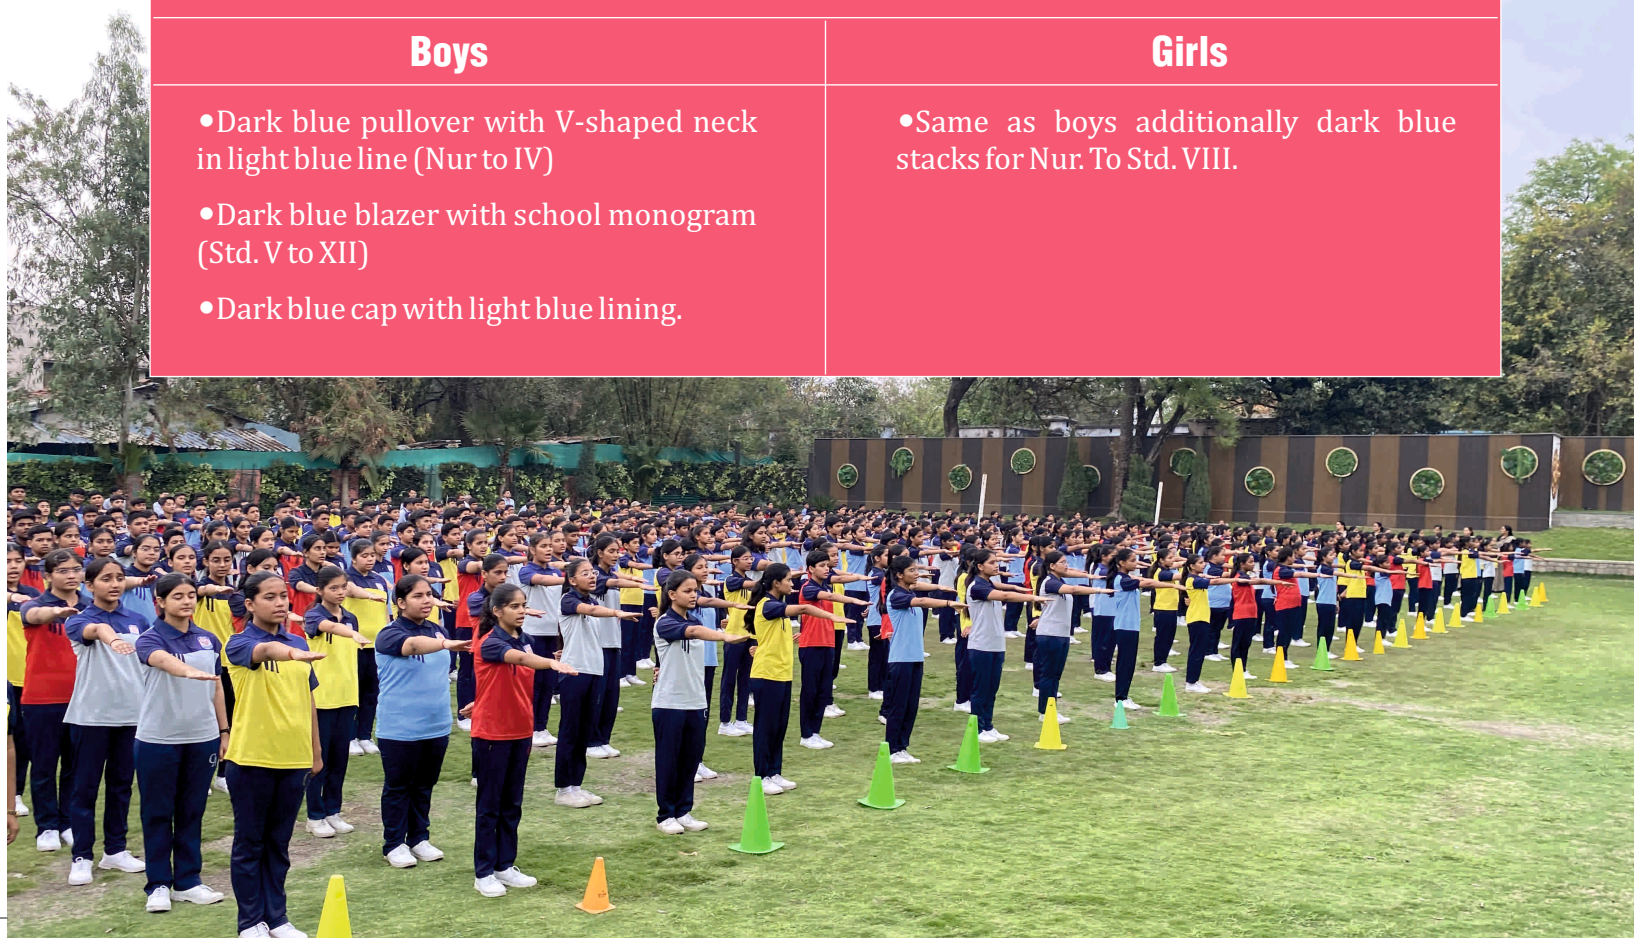 Boys
Girls
•Dark blue pullover with V-shaped neck
in light blue line (Nur to IV)
•Dark blue blazer with school monogram
(Std. V to XII)
•Dark blue cap with light blue lining.
•Same as boys additionally dark blue
stacks for Nur. To Std. VIII.